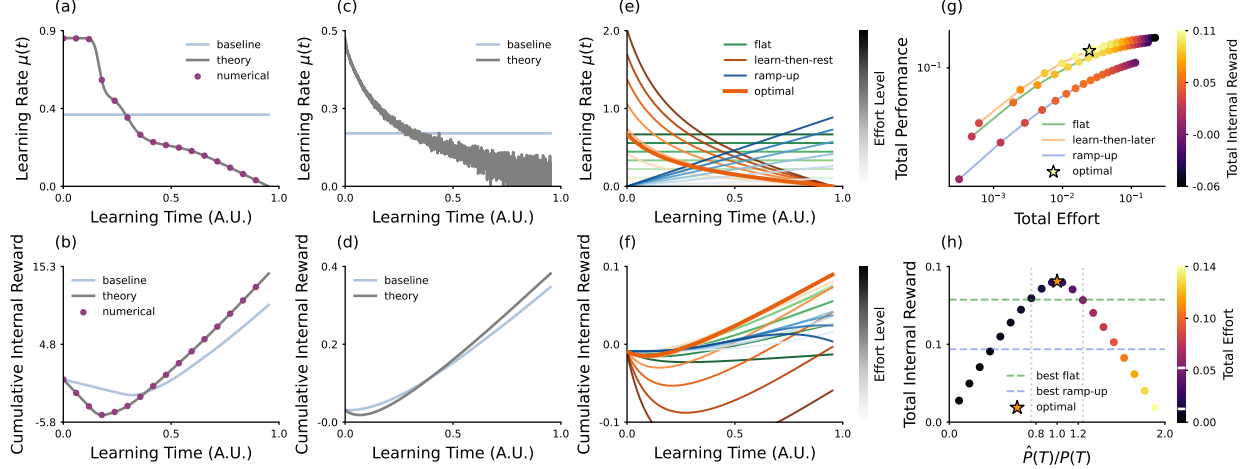 (a)
Learning Rate μ(t)
0.9
0.4
0.0
baseline
theory
numerical
0.0
0.5
1.0
Learning Time (A.U.)
(c)
Learning Rate μ(t)
0.5
0.3
0.0
baseline
theory
0.0
0.5
1.0
Learning Time (A.U.)
(e)
Learning Rate μ(t)
2.0
1.0
0.0
flat
learn-then-rest
ramp-up
optimal
0.0
0.5
1.0
Learning Time (A.U.)
Effort Level
(g)
Total Performance
10⁻¹
flat
learn-then-later
ramp-up
optimal
10⁻³
10⁻²
10⁻¹
Total Effort
0.11
0.05
-0.00
-0.06
Total Internal Reward
(b)
Cumulative Internal Reward
15.3
4.8
-5.8
baseline
theory
numerical
0.0
0.5
1.0
Learning Time (A.U.)
(d)
Cumulative Internal Reward
0.4
0.2
0.0
baseline
theory
0.0
0.5
1.0
Learning Time (A.U.)
(f)
Cumulative Internal Reward
0.1
0.0
-0.1
0.0
0.5
1.0
Learning Time (A.U.)
Effort Level
(h)
Total Internal Reward
0.1
0.1
0.0
best flat
best ramp-up
optimal
0.0
0.8
1.0
1.2
2.0
P̂(T)/P(T)
0.14
0.09
0.05
0.00
Total Effort